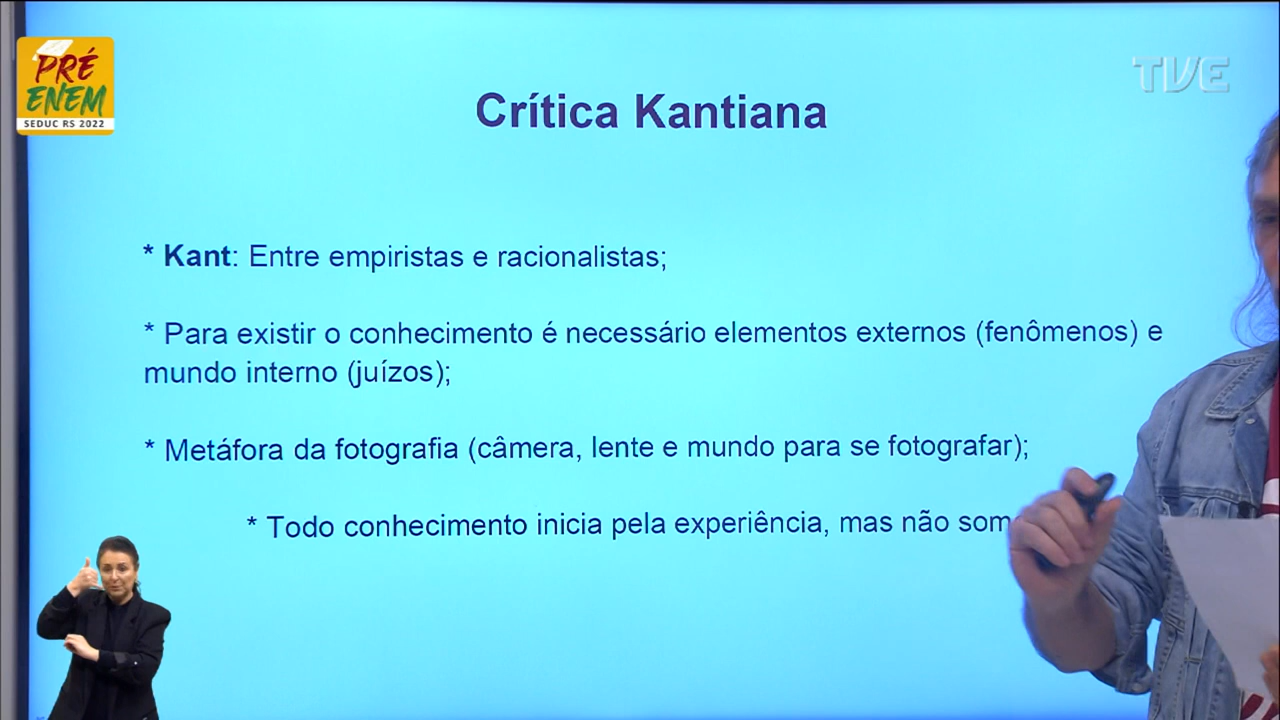 PRÉ
ENEM
SEDUC RS 2022
TVE
Crítica Kantiana
* Kant: Entre empiristas e racionalistas;
* Para existir o conhecimento é necessário elementos externos (fenômenos) e
mundo interno (juízos);
* Metáfora da fotografia (câmera, lente e mundo para se fotografar);
* Todo conhecimento inicia pela experiência, mas não som